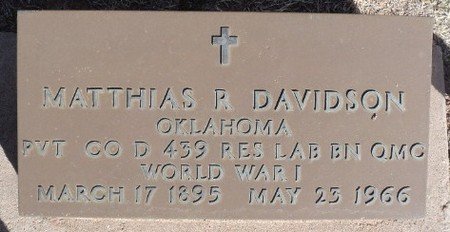 MATTHIAS R DAVIDSON
OKLAHOMA
PVT CO D 439 RES LAB BN QMC
WORLD WAR I
MARCH 17 1895 MAY 23 1966